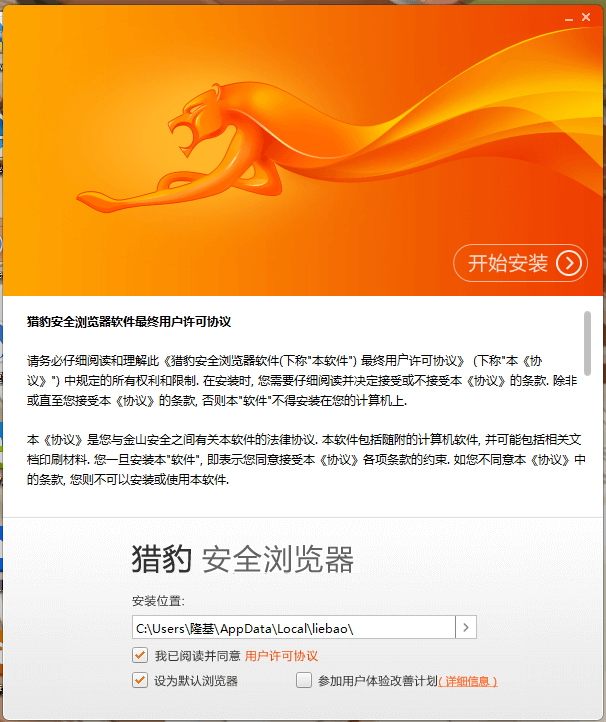 开始安装
猎豹安全浏览器软件最终用户许可协议
请务必仔细阅读和理解此《猎豹安全浏览器软件(下称"本软件") 最终用户许可协议》 (下称"本《协
议》") 中规定的所有权利和限制. 在安装时, 您需要仔细阅读并决定接受或不接受本《协议》的条款. 除非
或直至您接受本《协议》的条款, 否则本"软件"不得安装在您的计算机上.
本《协议》是您与金山安全之间有关本软件的法律协议. 本软件包括随附的计算机软件, 并可能包括相关文
档印刷材料. 您一旦安装本"软件", 即表示您同意接受本《协议》各项条款的约束. 如您不同意本《协议》中
的条款, 您则不可以安装或使用本软件.
猎豹 安全浏览器
安装位置:
C:\Users\隆基\AppData\Local\liebao\
我已阅读并同意 用户许可协议
设为默认浏览器 参加用户体验改善计划(详细信息)